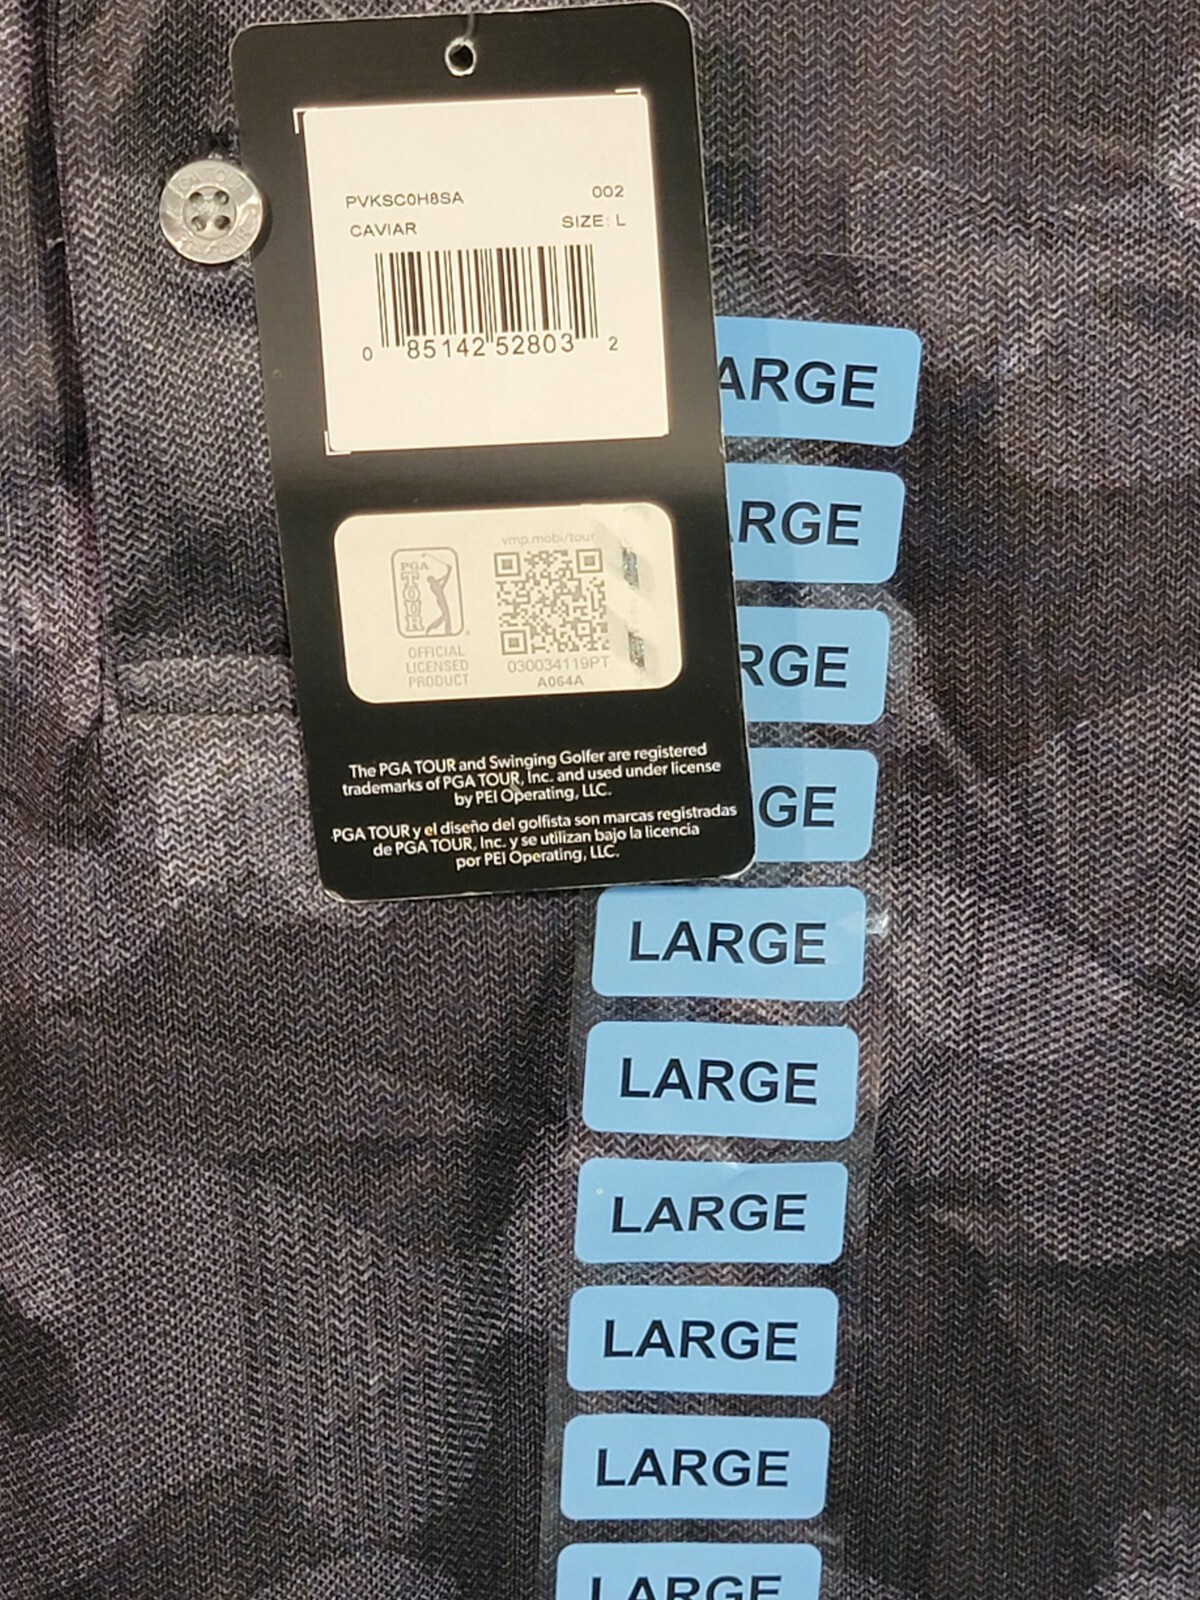 PVKSC0H8SA 002
CAVIAR SIZE: L
0 85142 52803 2
vmp.mobi/tour
PGA
TOUR
OFFICIAL
LICENSED
PRODUCT
030034119PT
A064A
The PGA TOUR and Swinging Golfer are registered
trademarks of PGA TOUR, Inc. and used under license
by PEI Operating, LLC.
PGA TOUR y el diseño del golfista son marcas registradas
de PGA TOUR, Inc. y se utilizan bajo la licencia
por PEI Operating, LLC.
ARGE
RGE
RGE
GE
LARGE
LARGE
LARGE
LARGE
LARGE
LARGE